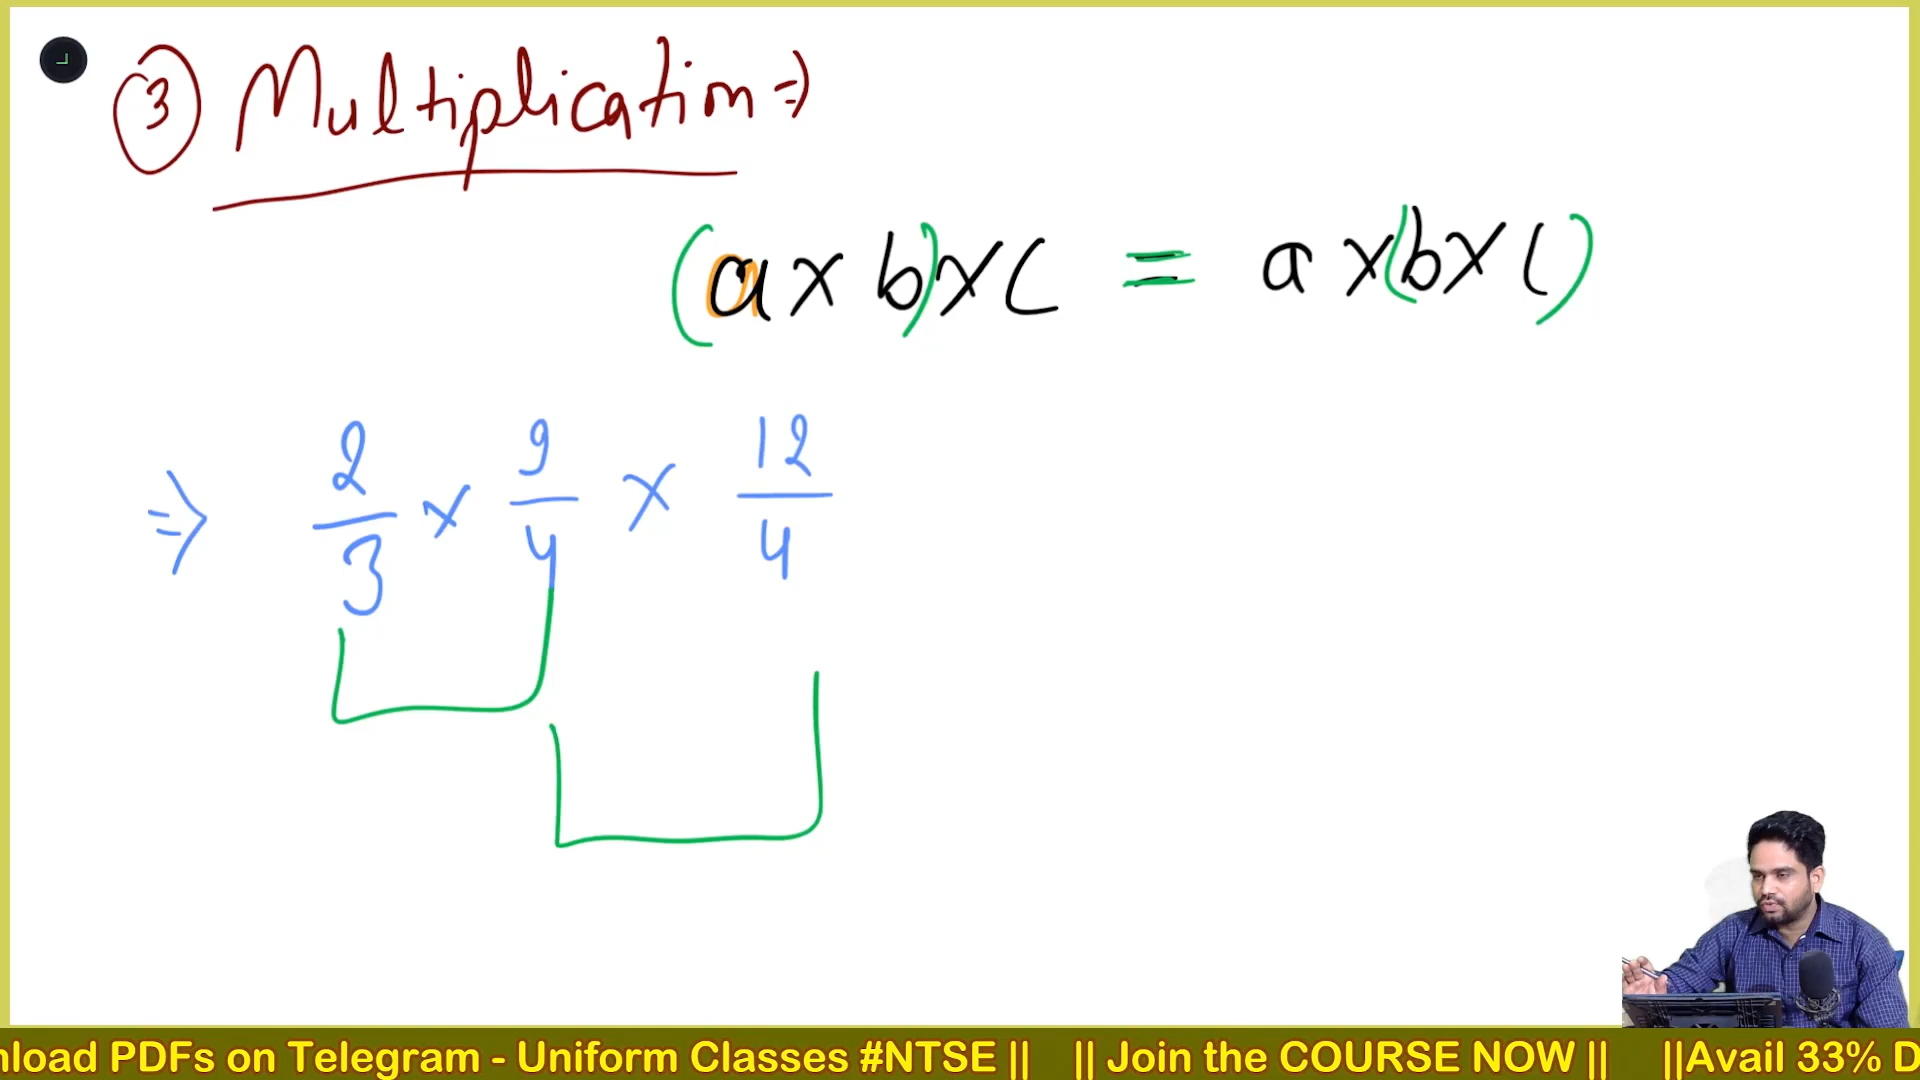 ③ Multiplication ⇒
(a x b) x c = a x (b x c)
⇒ 2/3 x 9/4 x 12/4
nload PDFs on Telegram - Uniform Classes #NTSE || || Join the COURSE NOW || ||Avail 33% D